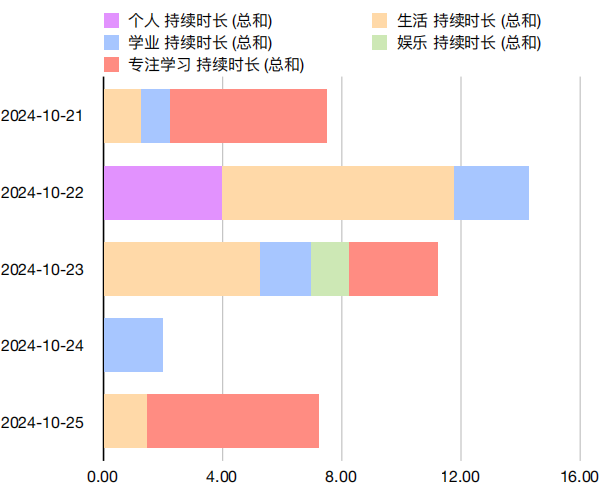 个人 持续时长 (总和) 生活 持续时长 (总和)
学业 持续时长 (总和) 娱乐 持续时长 (总和)
专注学习 持续时长 (总和)
2024-10-21
2024-10-22
2024-10-23
2024-10-24
2024-10-25
0.00 4.00 8.00 12.00 16.00